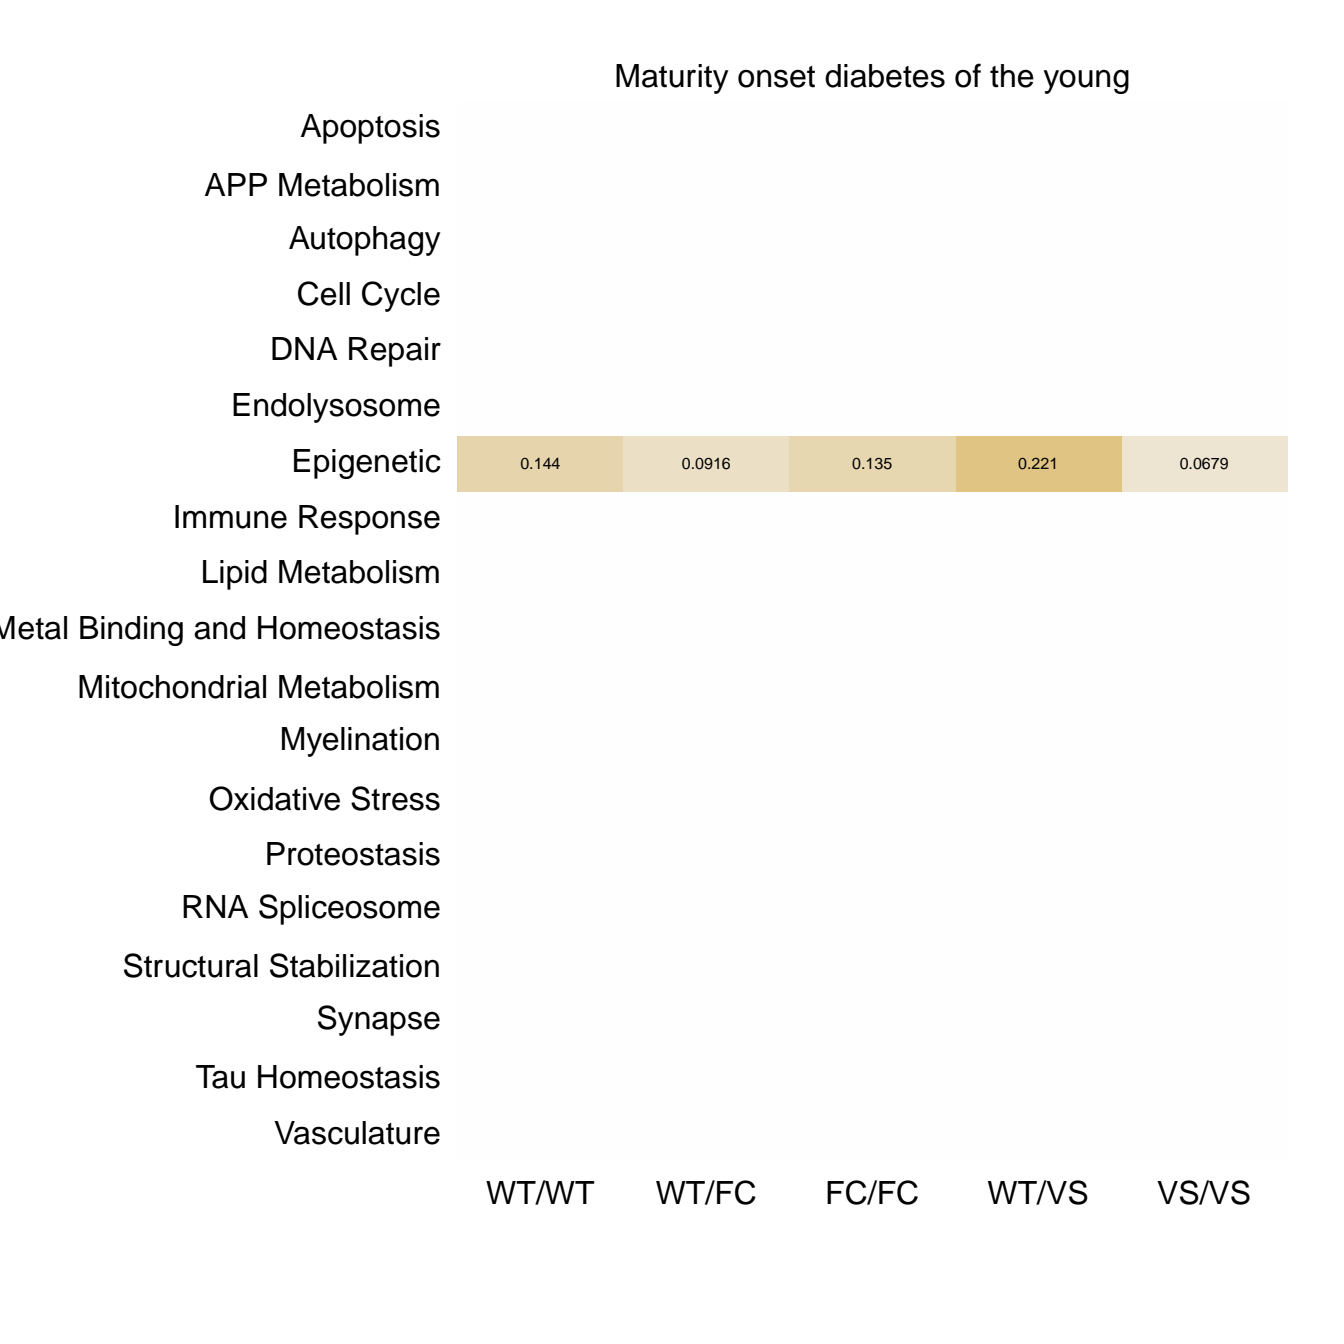 Maturity onset diabetes of the young
Apoptosis
APP Metabolism
Autophagy
Cell Cycle
DNA Repair
Endolysosome
Epigenetic 0.144 0.0916 0.135 0.221 0.0679
Immune Response
Lipid Metabolism
Metal Binding and Homeostasis
Mitochondrial Metabolism
Myelination
Oxidative Stress
Proteostasis
RNA Spliceosome
Structural Stabilization
Synapse
Tau Homeostasis
Vasculature
WT/WT WT/FC FC/FC WT/VS VS/VS